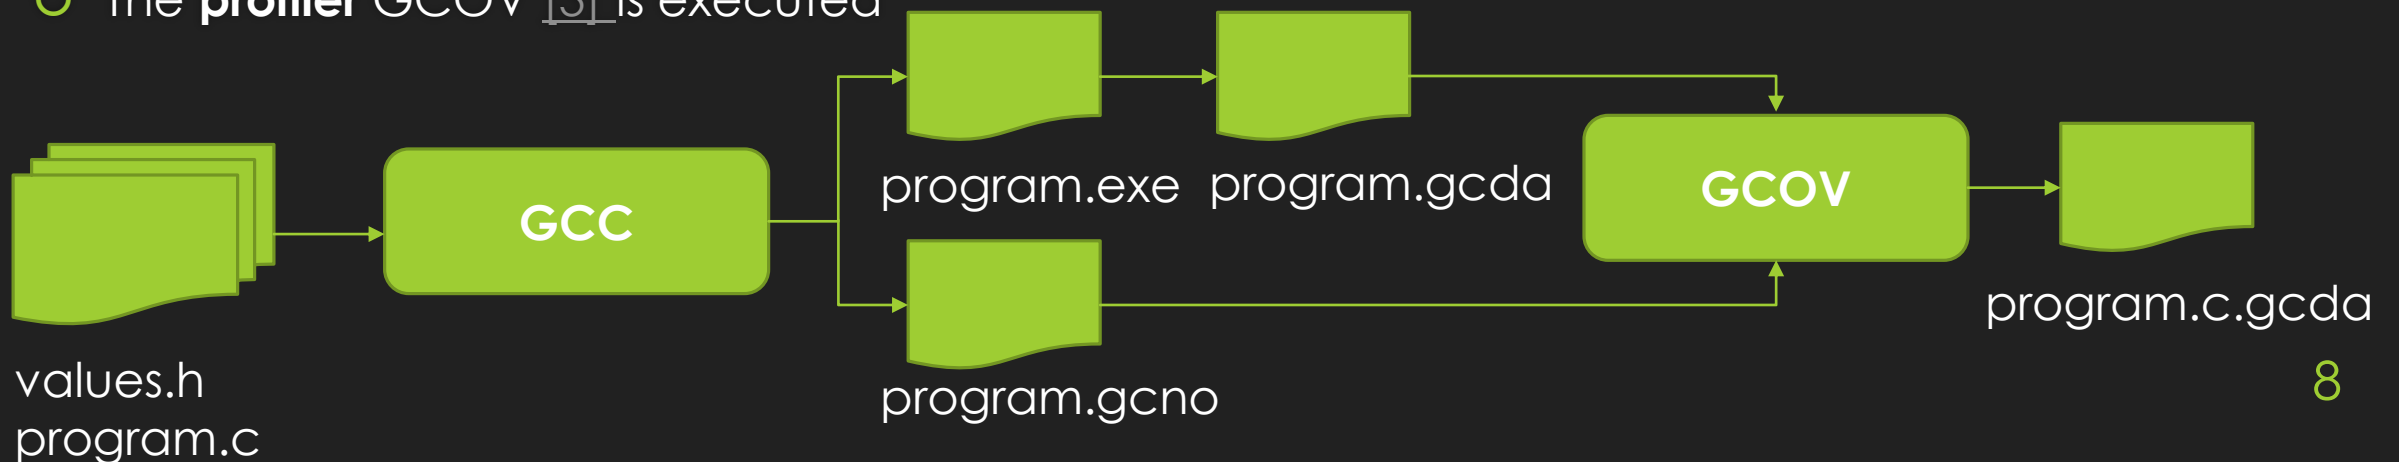 The profiler GCOV [3] is executed
program.exe
program.gcda
GCC
GCOV
program.c.gcda
values.h
program.c
program.gcno
8